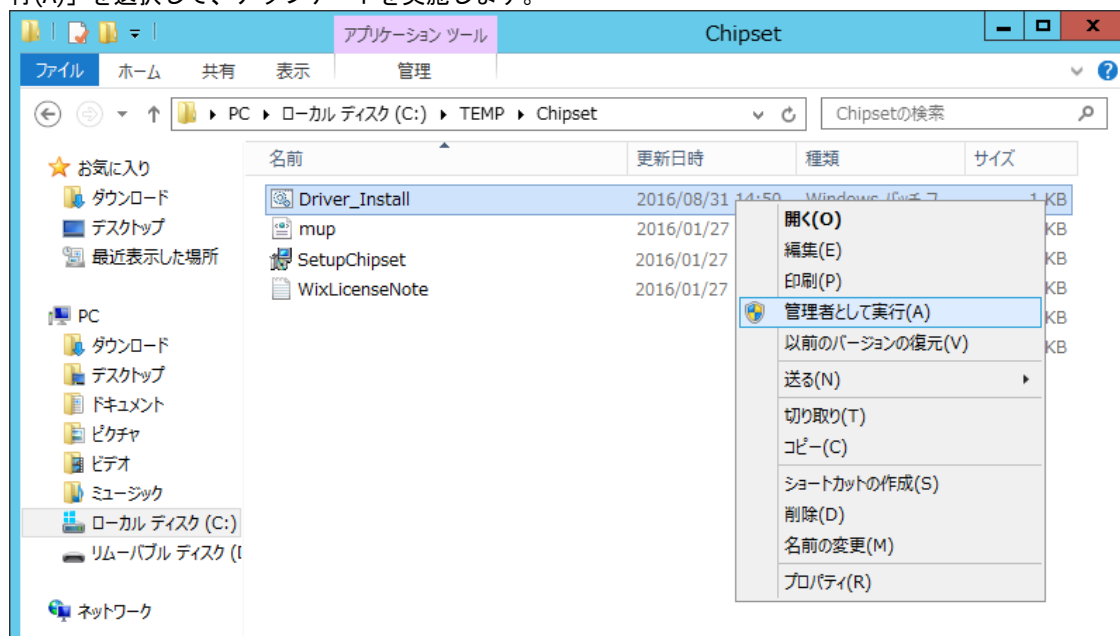 アプリケーション ツール
Chipset
ファイル
ホーム
共有
表示
管理
PC ▸ ローカル ディスク (C:) ▸ TEMP ▸ Chipset
Chipsetの検索
名前
更新日時
種類
サイズ
お気に入り
ダウンロード
デスクトップ
最近表示した場所
PC
ダウンロード
デスクトップ
ドキュメント
ピクチャ
ビデオ
ミュージック
ローカル ディスク (C:)
リムーバブル ディスク (
ネットワーク
Driver_Install
2016/08/31 14:50
Windows バッチ フ
1 KB
mup
2016/01/27
KB
SetupChipset
2016/01/27
KB
WixLicenseNote
2016/01/27
KB
KB
KB
開く(O)
編集(E)
印刷(P)
管理者として実行(A)
以前のバージョンの復元(V)
送る(N)
切り取り(T)
コピー(C)
ショートカットの作成(S)
削除(D)
名前の変更(M)
プロパティ(R)